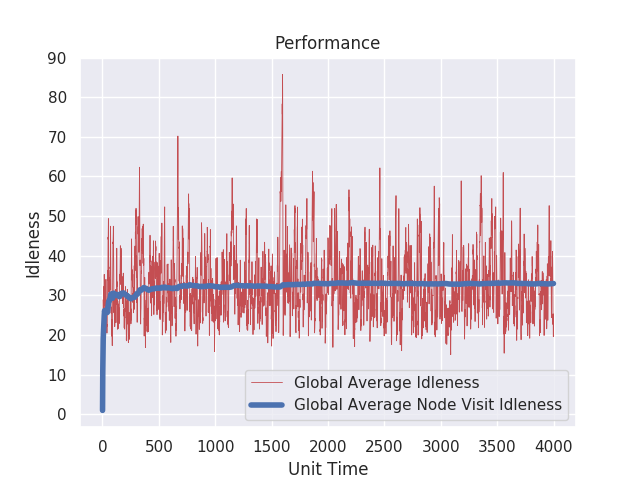 Performance
90
80
70
60
50
40
30
20
10
0
Idleness
Global Average Idleness
Global Average Node Visit Idleness
0 500 1000 1500 2000 2500 3000 3500 4000
Unit Time